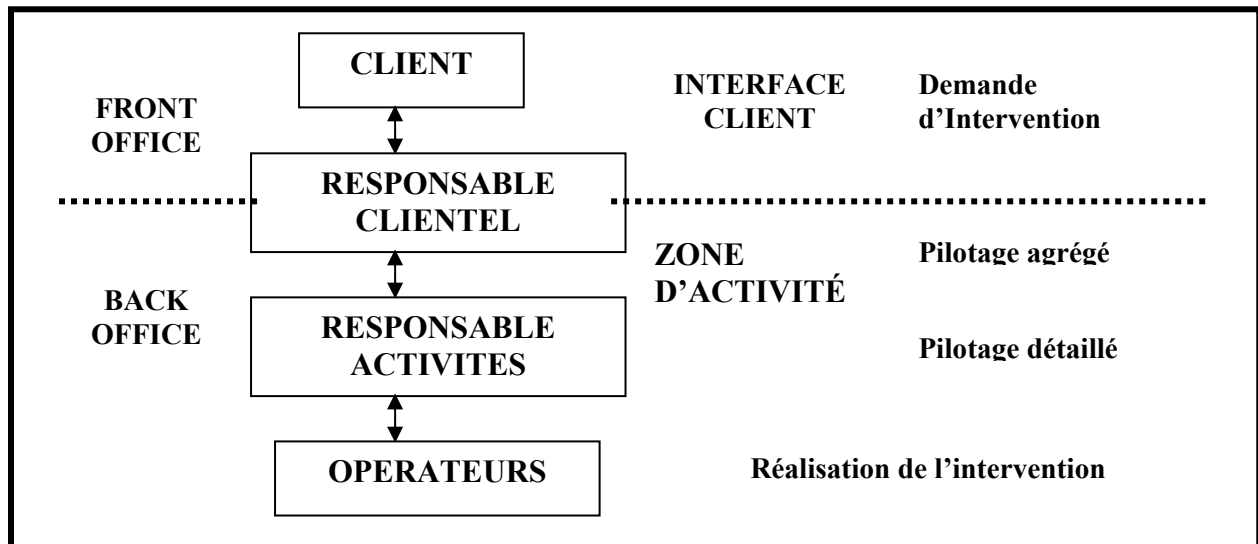 CLIENT
FRONT
OFFICE
INTERFACE
CLIENT
Demande
d’Intervention
RESPONSABLE
CLIENTEL
ZONE
D’ACTIVITÉ
Pilotage agrégé
BACK
OFFICE
RESPONSABLE
ACTIVITES
Pilotage détaillé
OPERATEURS
Réalisation de l’intervention